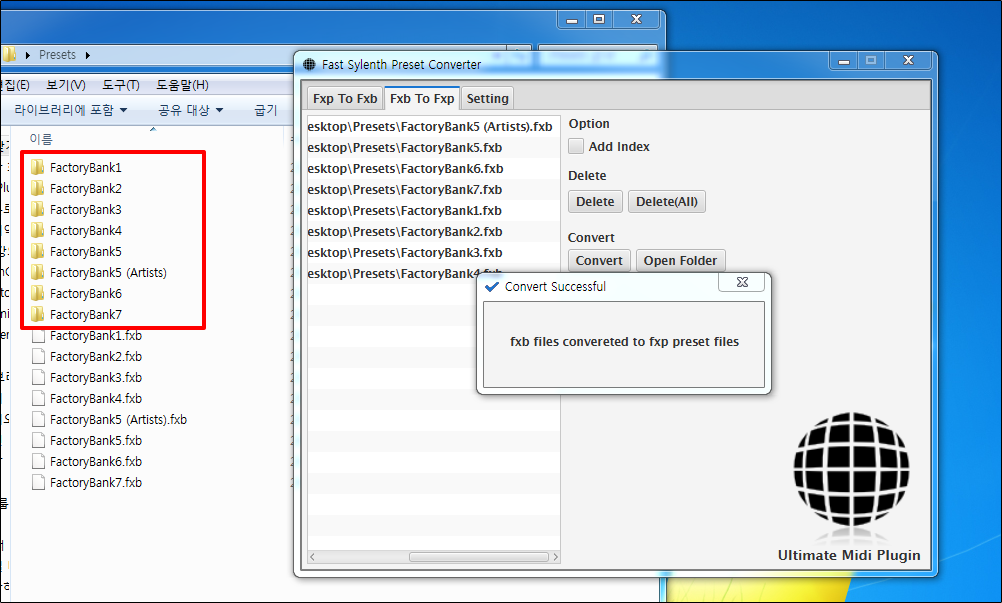 Presets
집(E) 보기(V) 도구(T) 도움말(H)
라이브러리에 포함 공유 대상 굽기
이름
FactoryBank1
FactoryBank2
FactoryBank3
FactoryBank4
FactoryBank5
FactoryBank5 (Artists)
FactoryBank6
FactoryBank7
FactoryBank1.fxb
FactoryBank2.fxb
FactoryBank3.fxb
FactoryBank4.fxb
FactoryBank5 (Artists).fxb
FactoryBank5.fxb
FactoryBank6.fxb
FactoryBank7.fxb
Fast Sylenth Preset Converter
Fxp To Fxb Fxb To Fxp Setting
esktop\Presets\FactoryBank5 (Artists).fxb
esktop\Presets\FactoryBank5.fxb
esktop\Presets\FactoryBank6.fxb
esktop\Presets\FactoryBank7.fxb
esktop\Presets\FactoryBank1.fxb
esktop\Presets\FactoryBank2.fxb
esktop\Presets\FactoryBank3.fxb
esktop\Presets\FactoryBank4.fxb
Option
Add Index
Delete
Delete Delete(All)
Convert
Convert Open Folder
Convert Successful
fxb files convereted to fxp preset files
Ultimate Midi Plugin